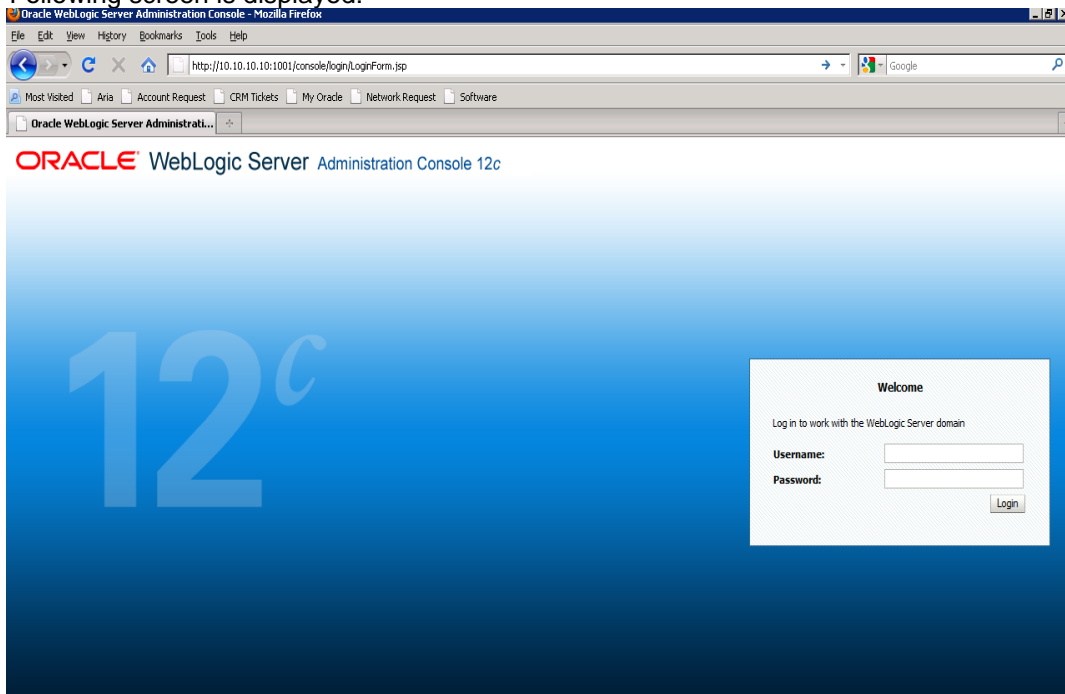 Following screen is displayed:
Oracle WebLogic Server Administration Console - Mozilla Firefox
File Edit View History Bookmarks Tools Help
http://10.10.10.10:1001/console/login/LoginForm.jsp
Google
Most Visited Aria Account Request CRM Tickets My Oracle Network Request Software
Oracle WebLogic Server Administrati...
ORACLE WebLogic Server Administration Console 12c
12c
Welcome
Log in to work with the WebLogic Server domain
Username:
Password:
Login